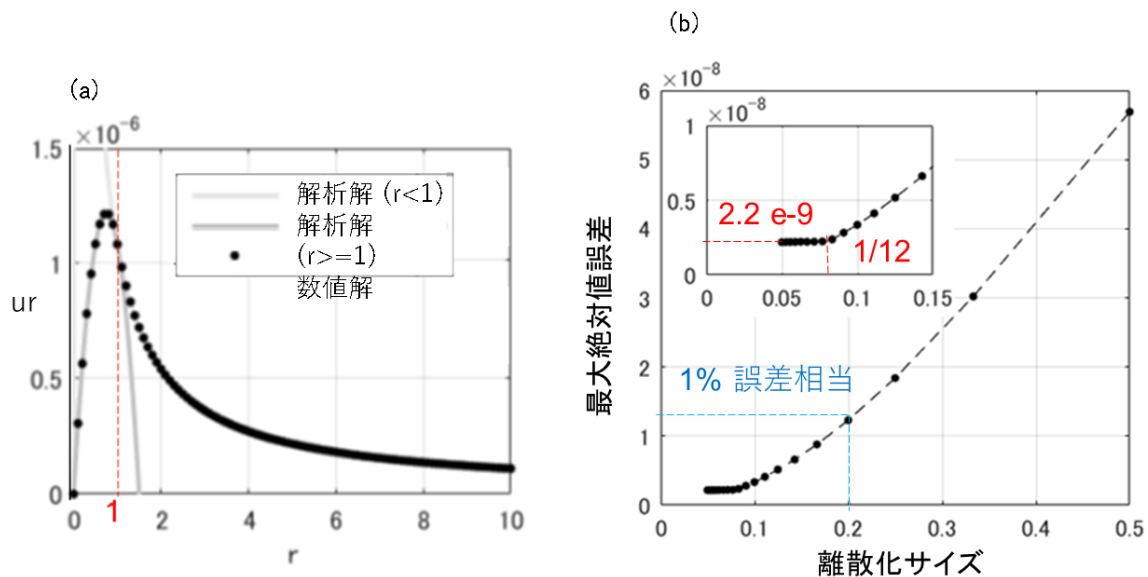 (a)
×10⁻⁶
1.5
1
0.5
0
ur
解析解 (r<1)
解析解
(r>=1)
数値解
1
0
2
4
6
8
10
r
(b)
×10⁻⁸
6
5
4
3
2
1
0
最大絶対値誤差
×10⁻⁸
1
0.5
0
2.2 e-9
1/12
0
0.05
0.1
0.15
1% 誤差相当
0
0.1
0.2
0.3
0.4
0.5
離散化サイズ